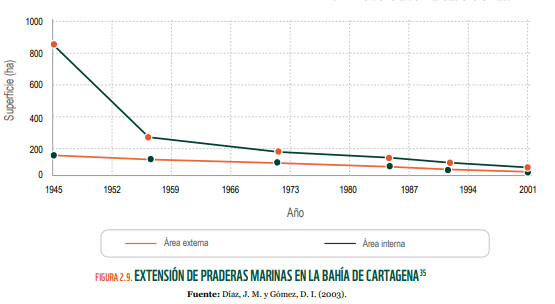 Superficie (ha)
1000
800
600
400
200
0
1945 1952 1959 1966 1973 1980 1987 1994 2001
Año
Área externa Área interna
FIGURA 2.9. EXTENSIÓN DE PRADERAS MARINAS EN LA BAHÍA DE CARTAGENA³⁵
Fuente: Díaz, J. M. y Gómez, D. I. (2003).